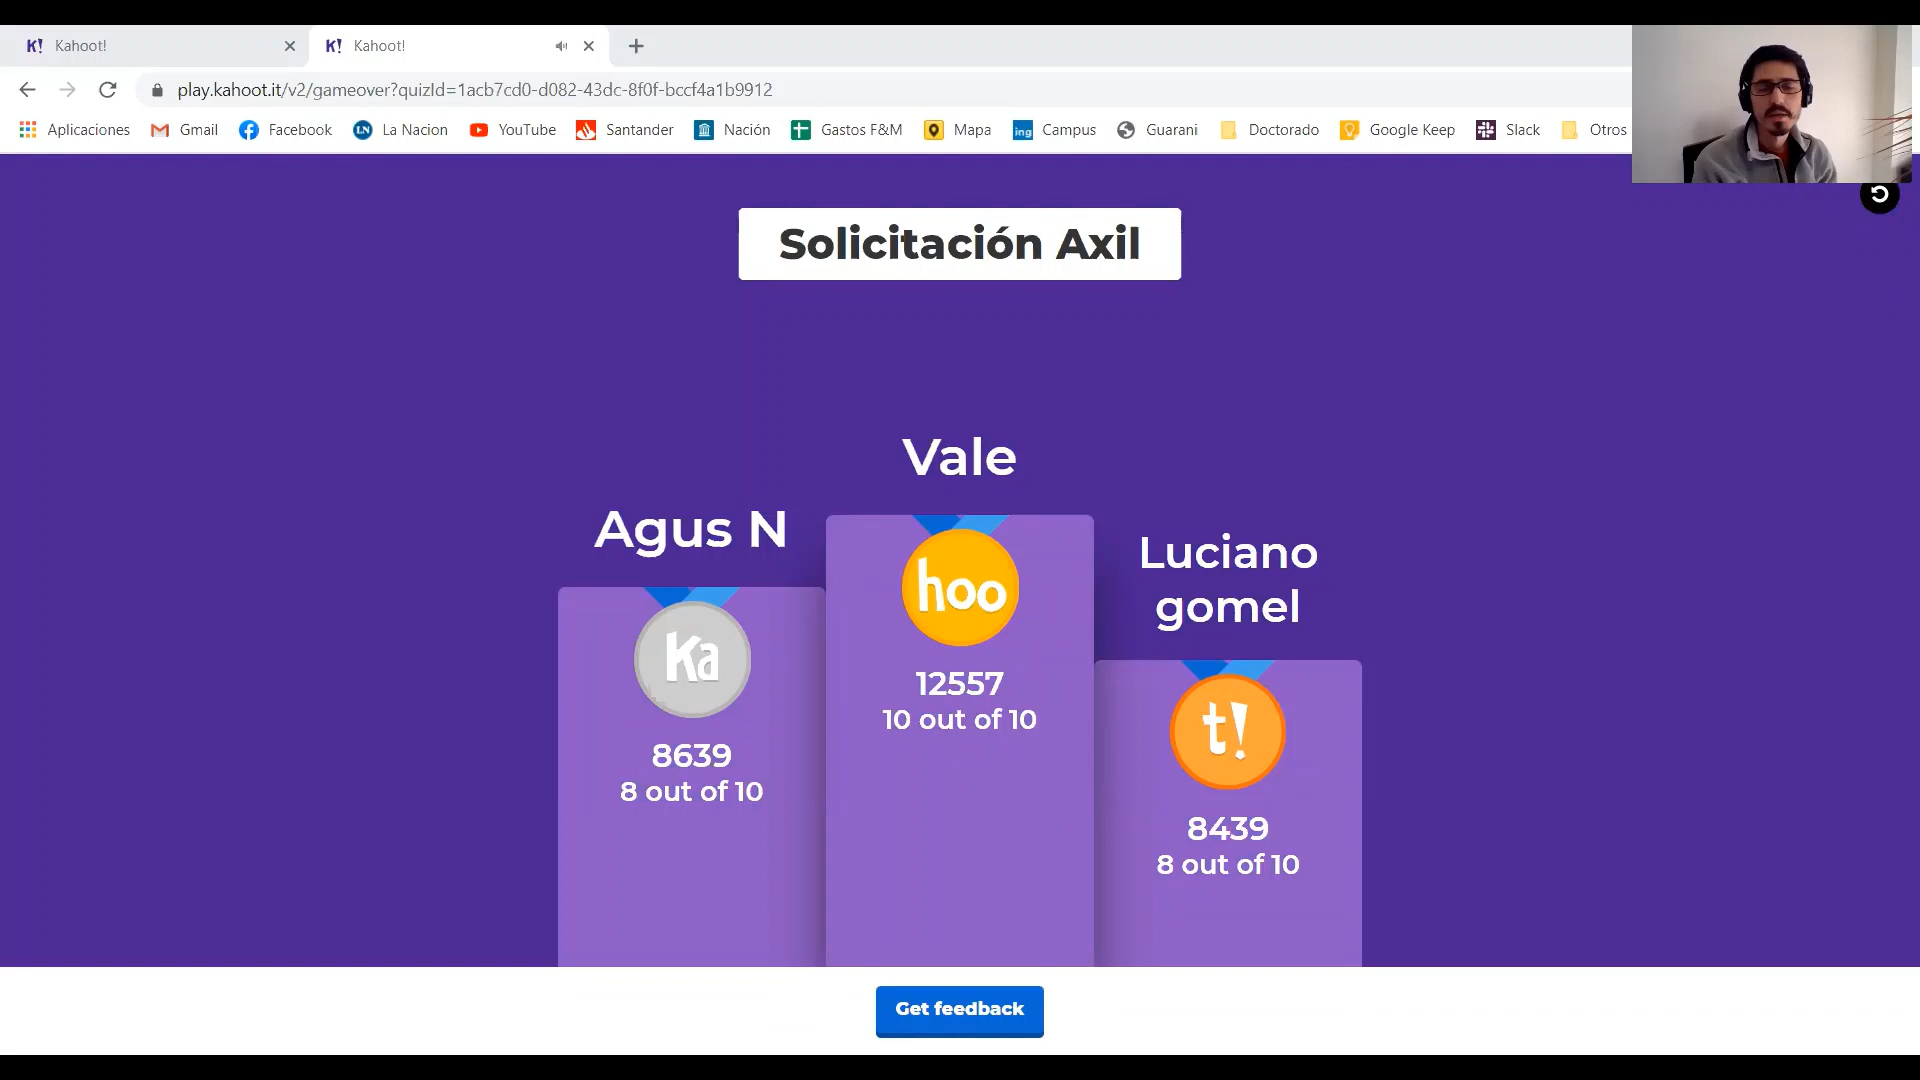 K! Kahoot!
K! Kahoot!
play.kahoot.it/v2/gameover?quizId=1acb7cd0-d082-43dc-8f0f-bccf4a1b9912
Aplicaciones
Gmail
Facebook
LN La Nacion
YouTube
Santander
Nación
Gastos F&M
Mapa
ing Campus
Guarani
Doctorado
Google Keep
Slack
Otros
Solicitación Axil
Vale
Agus N
Luciano
gomel
hoo
Ka
t!
12557
10 out of 10
8639
8 out of 10
8439
8 out of 10
Get feedback